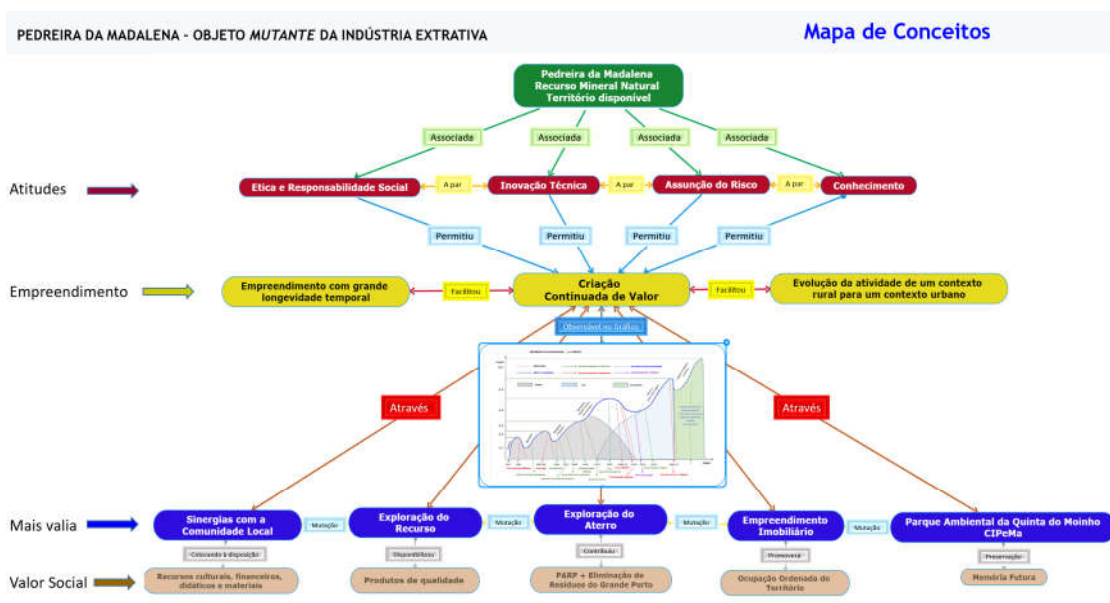 PEDREIRA DA MADALENA - OBJETO MUTANTE DA INDÚSTRIA EXTRATIVA
Mapa de Conceitos
Pedreira da Madalena
Recurso Mineral Natural
Território disponível
Associada
Associada
Associada
Associada
Atitudes
Etica e Responsabilidade Social
A par
Inovação Técnica
A par
Assunção do Risco
A par
Conhecimento
Permitiu
Permitiu
Permitiu
Permitiu
Empreendimento
Empreendimento com grande
longevidade temporal
Facilitou
Criação
Continuada de Valor
Facilitou
Evolução da atividade de um contexto
rural para um contexto urbano
Observável no Gráfico
Através
Através
Mais valia
Sinergias com a
Comunidade Local
Mutação
Exploração do
Recurso
Mutação
Exploração do
Aterro
Mutação
Empreendimento
Imobiliário
Mutação
Parque Ambiental da Quinta do Moinho
CIPeMa
Colocando à disposição
Disponibilizou
Contribuiu
Promoverá
Preservação
Valor Social
Recursos culturais, financeiros,
didáticos e materiais
Produtos de qualidade
PARP + Eliminação de
Resíduos do Grande Porto
Ocupação Ordenada do
Território
Memória Futura